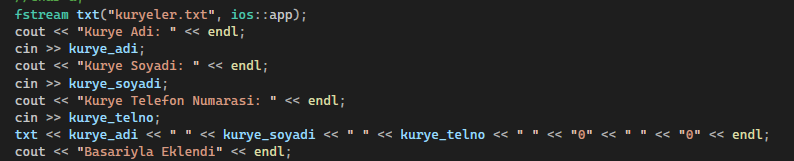 fstream txt("kuryeler.txt", ios::app);
cout << "Kurye Adi: " << endl;
cin >> kurye_adi;
cout << "Kurye Soyadi: " << endl;
cin >> kurye_soyadi;
cout << "Kurye Telefon Numarasi: " << endl;
cin >> kurye_telno;
txt << kurye_adi << " " << kurye_soyadi << " " << kurye_telno << " " << "0" << " " << "0" << endl;
cout << "Basariyla Eklendi" << endl;